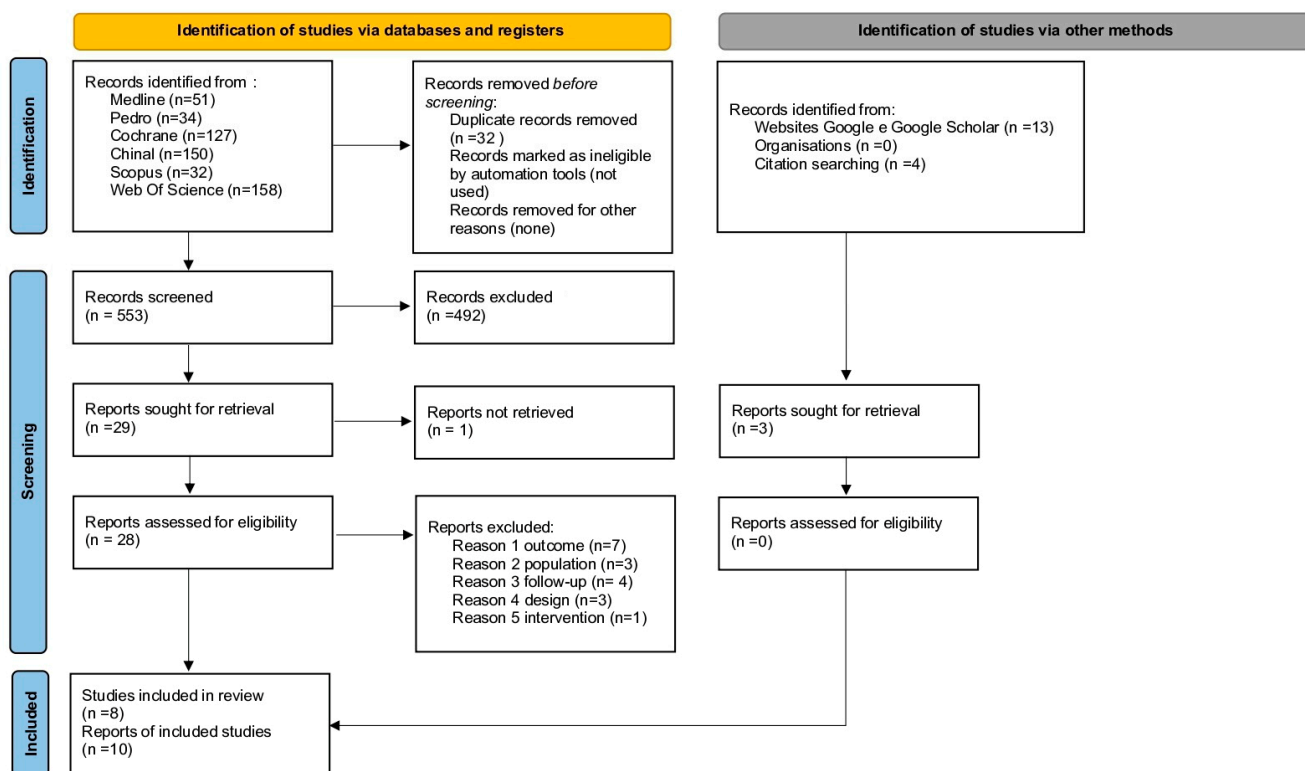 Identification of studies via databases and registers
Identification of studies via other methods
Identification
Records identified from :
Medline (n=51)
Pedro (n=34)
Cochrane (n=127)
Chinal (n=150)
Scopus (n=32)
Web Of Science (n=158)
Records removed before
screening:
Duplicate records removed
(n =32 )
Records marked as ineligible
by automation tools (not
used)
Records removed for other
reasons (none)
Records identified from:
Websites Google e Google Scholar (n =13)
Organisations (n =0)
Citation searching (n =4)
Screening
Records screened
(n = 553)
Records excluded
(n =492)
Reports sought for retrieval
(n =29)
Reports not retrieved
(n = 1)
Reports sought for retrieval
(n =3)
Reports assessed for eligibility
(n = 28)
Reports excluded:
Reason 1 outcome (n=7)
Reason 2 population (n=3)
Reason 3 follow-up (n= 4)
Reason 4 design (n=3)
Reason 5 intervention (n=1)
Reports assessed for eligibility
(n =0)
Included
Studies included in review
(n =8)
Reports of included studies
(n =10)